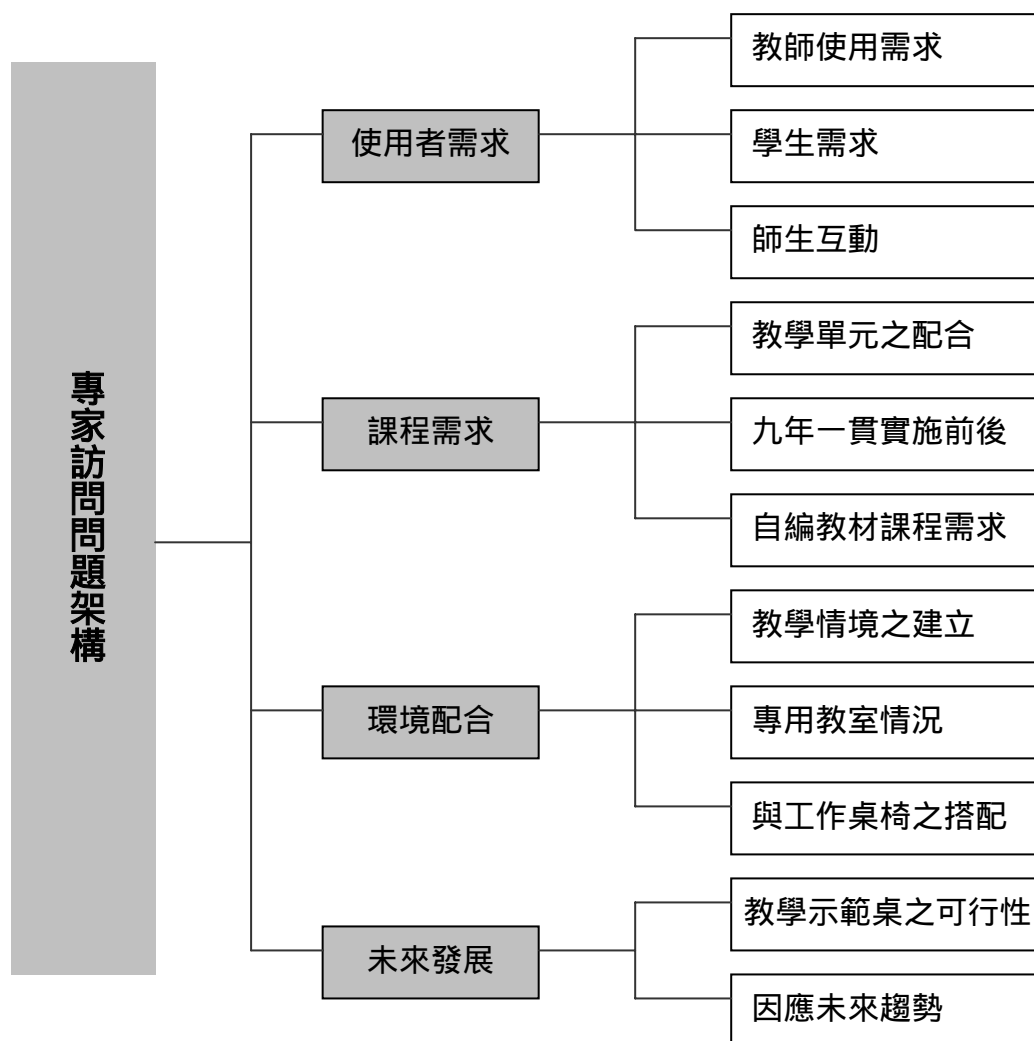 專家訪問問題架構
使用者需求
教師使用需求
學生需求
師生互動
課程需求
教學單元之配合
九年一貫實施前後
自編教材課程需求
環境配合
教學情境之建立
專用教室情況
與工作桌椅之搭配
未來發展
教學示範桌之可行性
因應未來趨勢